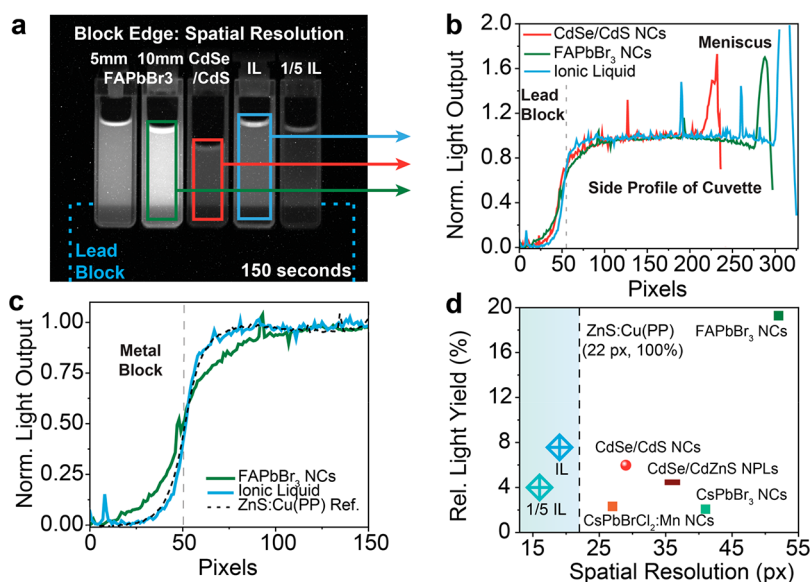 a
Block Edge: Spatial Resolution
5mm 10mm CdSe IL 1/5 IL
FAPbBr3 /CdS
Lead
Block
150 seconds
b
Norm. Light Output
2.0
1.6
1.2
0.8
0.4
0.0
CdSe/CdS NCs
FAPbBr₃ NCs
Ionic Liquid
Meniscus
Lead
Block
Side Profile of Cuvette
0 50 100 150 200 250 300
Pixels
c
Norm. Light Output
1.00
0.75
0.50
0.25
0.00
Metal
Block
FAPbBr₃ NCs
Ionic Liquid
ZnS:Cu(PP) Ref.
0 50 100 150
Pixels
d
Rel. Light Yield (%)
20
16
12
8
4
0
ZnS:Cu(PP)
(22 px, 100%)
FAPbBr₃ NCs
IL
CdSe/CdS NCs
CdSe/CdZnS NPLs
1/5 IL
CsPbBr₃ NCs
CsPbBrCl₂:Mn NCs
15 25 35 45 55
Spatial Resolution (px)